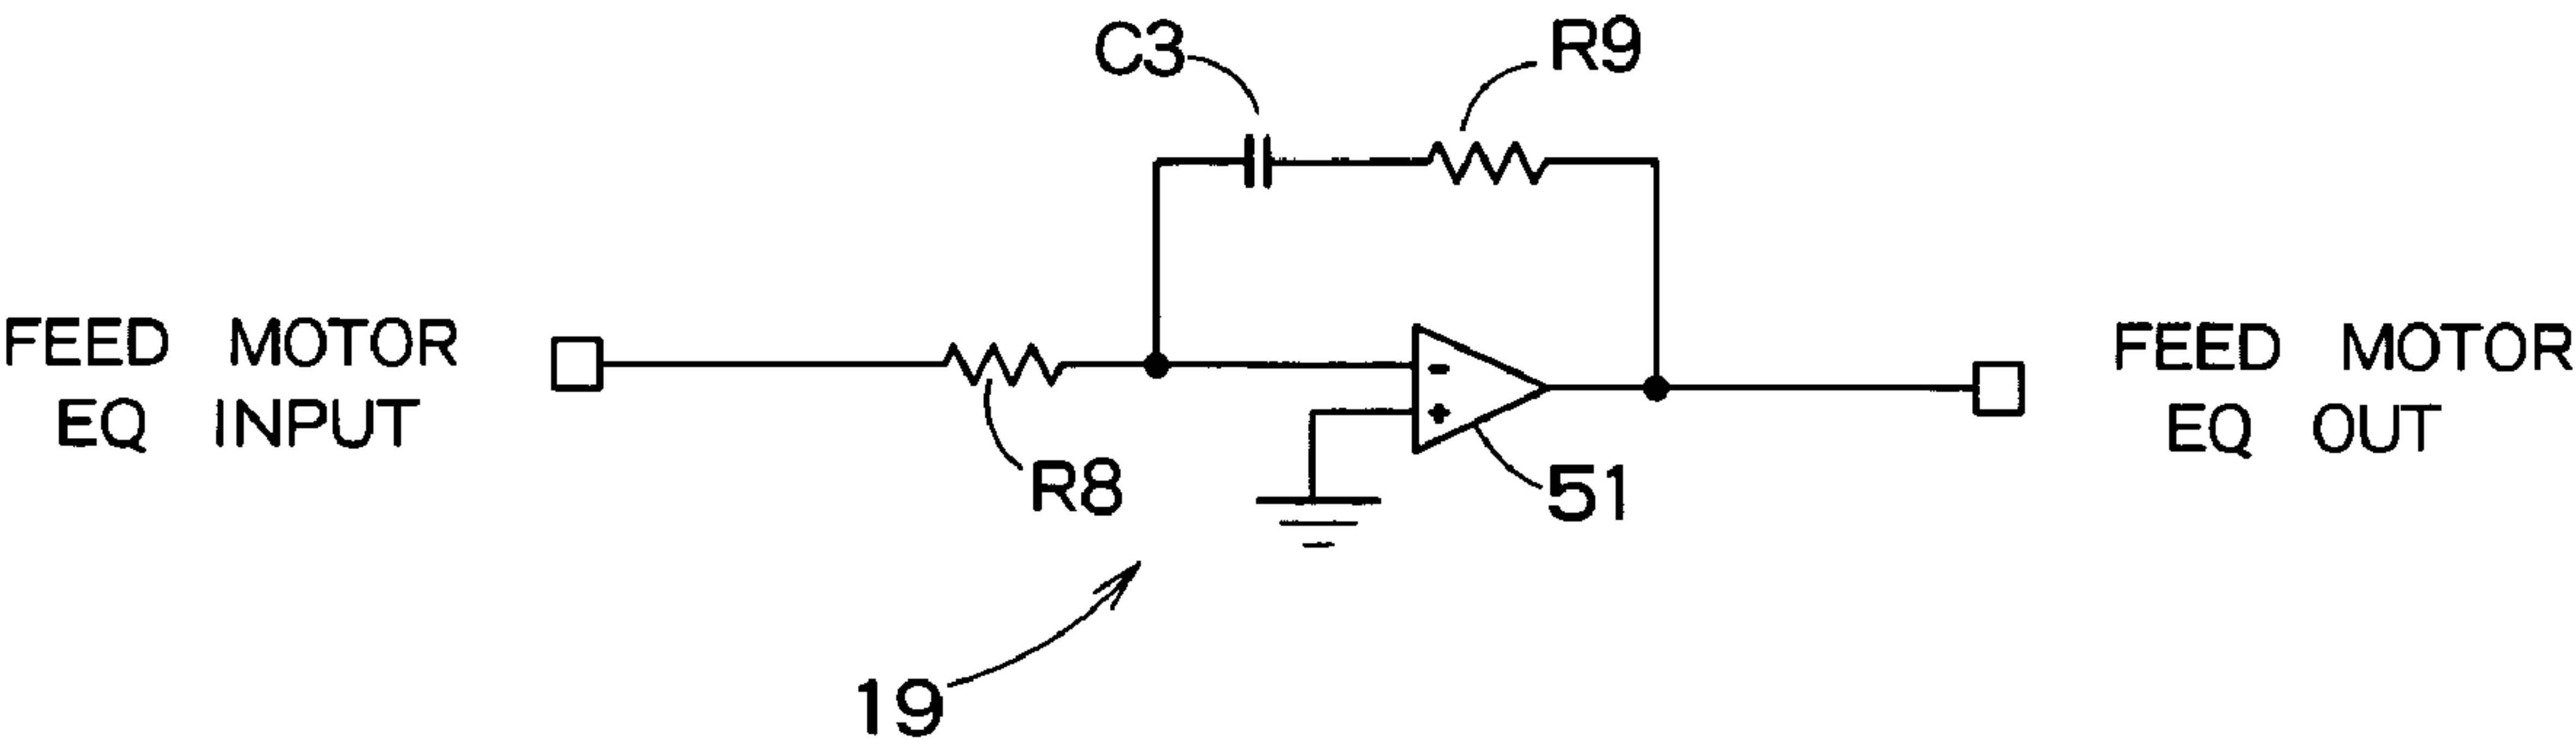 C3
R9
FEED MOTOR
EQ INPUT
-
+
FEED MOTOR
EQ OUT
R8
51
19